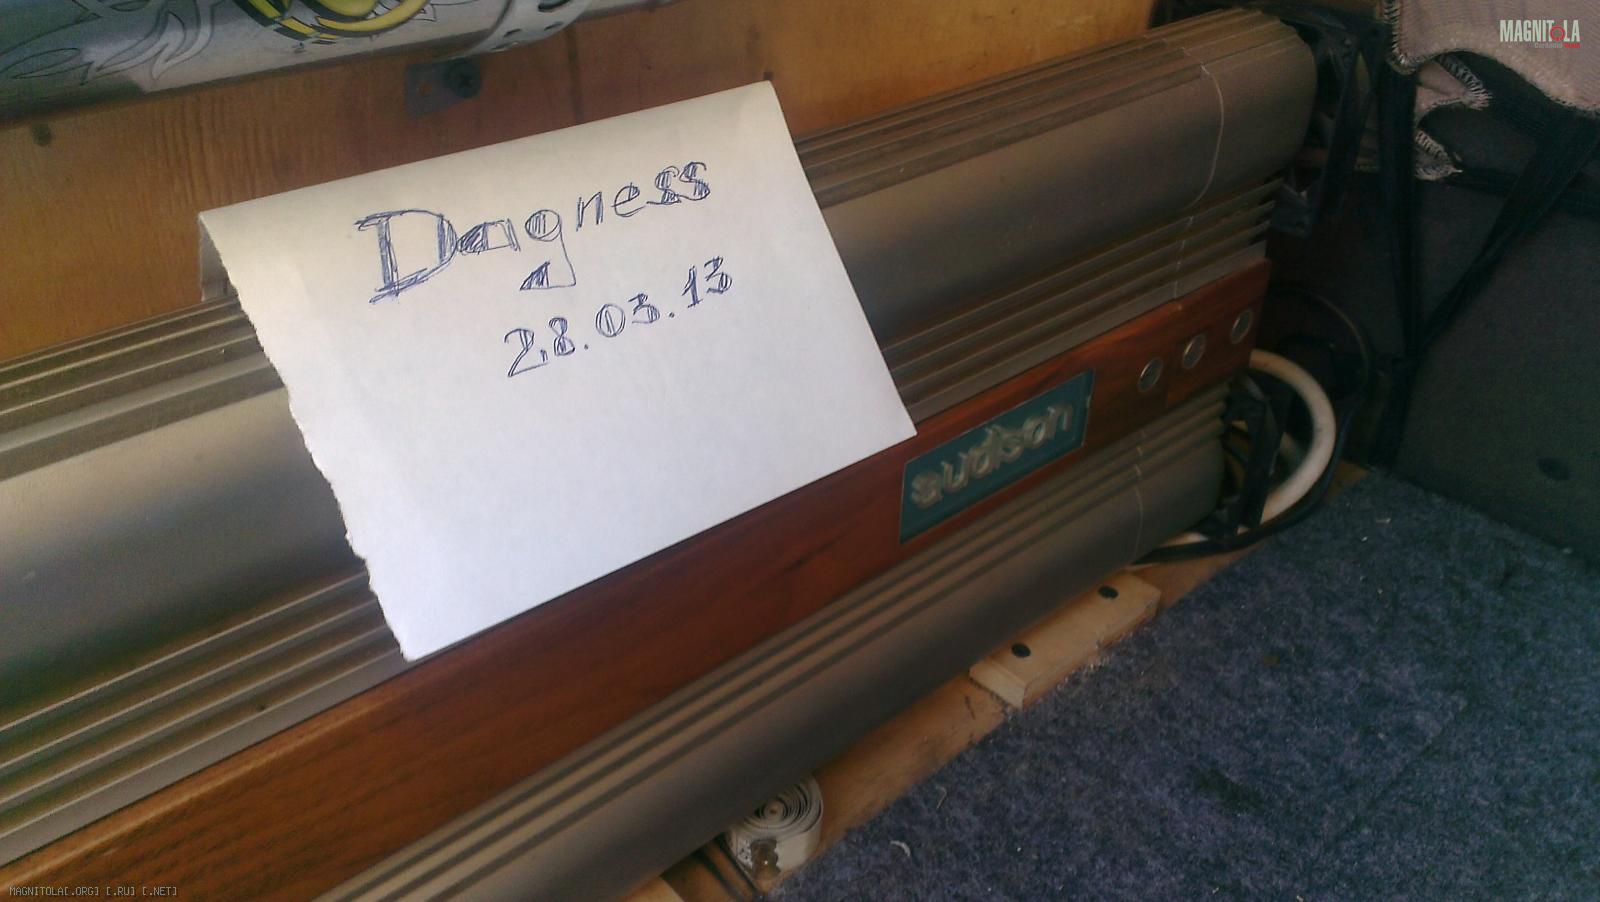 MAGNITOLA
Dagness
28.03.13
audison
MAGNITOLA[.ORG] [.RU] [.NET]